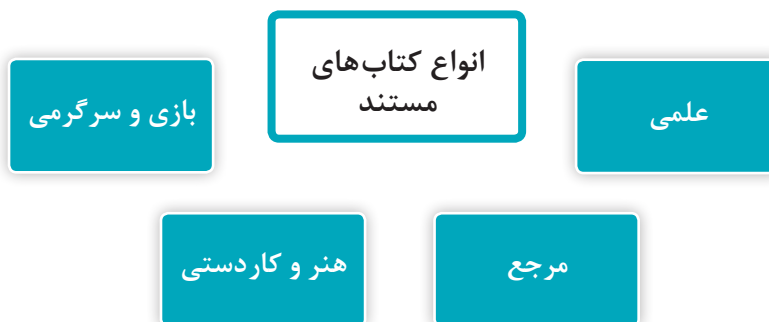 انواع کتاب‌های
مستند
علمی
بازی و سرگرمی
مرجع
هنر و کاردستی